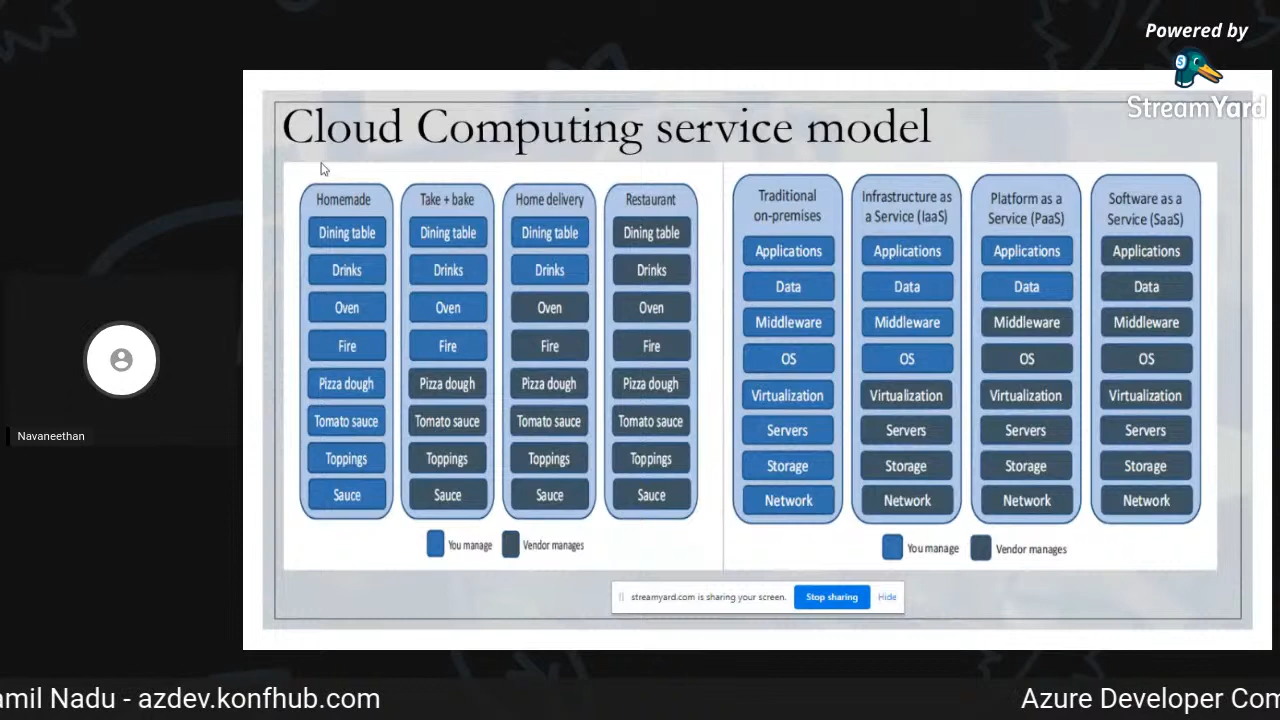 Powered by
StreamYard
Cloud Computing service model
Homemade
Dining table
Drinks
Oven
Fire
Pizza dough
Tomato sauce
Toppings
Sauce
Take + bake
Dining table
Drinks
Oven
Fire
Pizza dough
Tomato sauce
Toppings
Sauce
Home delivery
Dining table
Drinks
Oven
Fire
Pizza dough
Tomato sauce
Toppings
Sauce
Restaurant
Dining table
Drinks
Oven
Fire
Pizza dough
Tomato sauce
Toppings
Sauce
You manage
Vendor manages
Traditional
on-premises
Applications
Data
Middleware
OS
Virtualization
Servers
Storage
Network
Infrastructure as
a Service (IaaS)
Applications
Data
Middleware
OS
Virtualization
Servers
Storage
Network
Platform as a
Service (PaaS)
Applications
Data
Middleware
OS
Virtualization
Servers
Storage
Network
Software as a
Service (SaaS)
Applications
Data
Middleware
OS
Virtualization
Servers
Storage
Network
You manage
Vendor manages
streamyard.com is sharing your screen.
Stop sharing
Hide
Navaneethan
amil Nadu - azdev.konfhub.com
Azure Developer Com